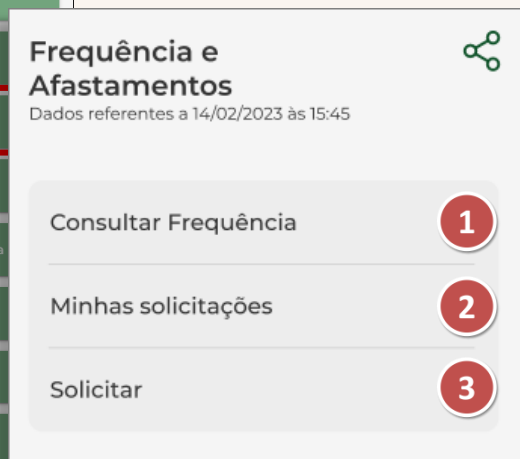 Frequência e
Afastamentos
Dados referentes a 14/02/2023 às 15:45
Consultar Frequência 1
Minhas solicitações 2
Solicitar 3